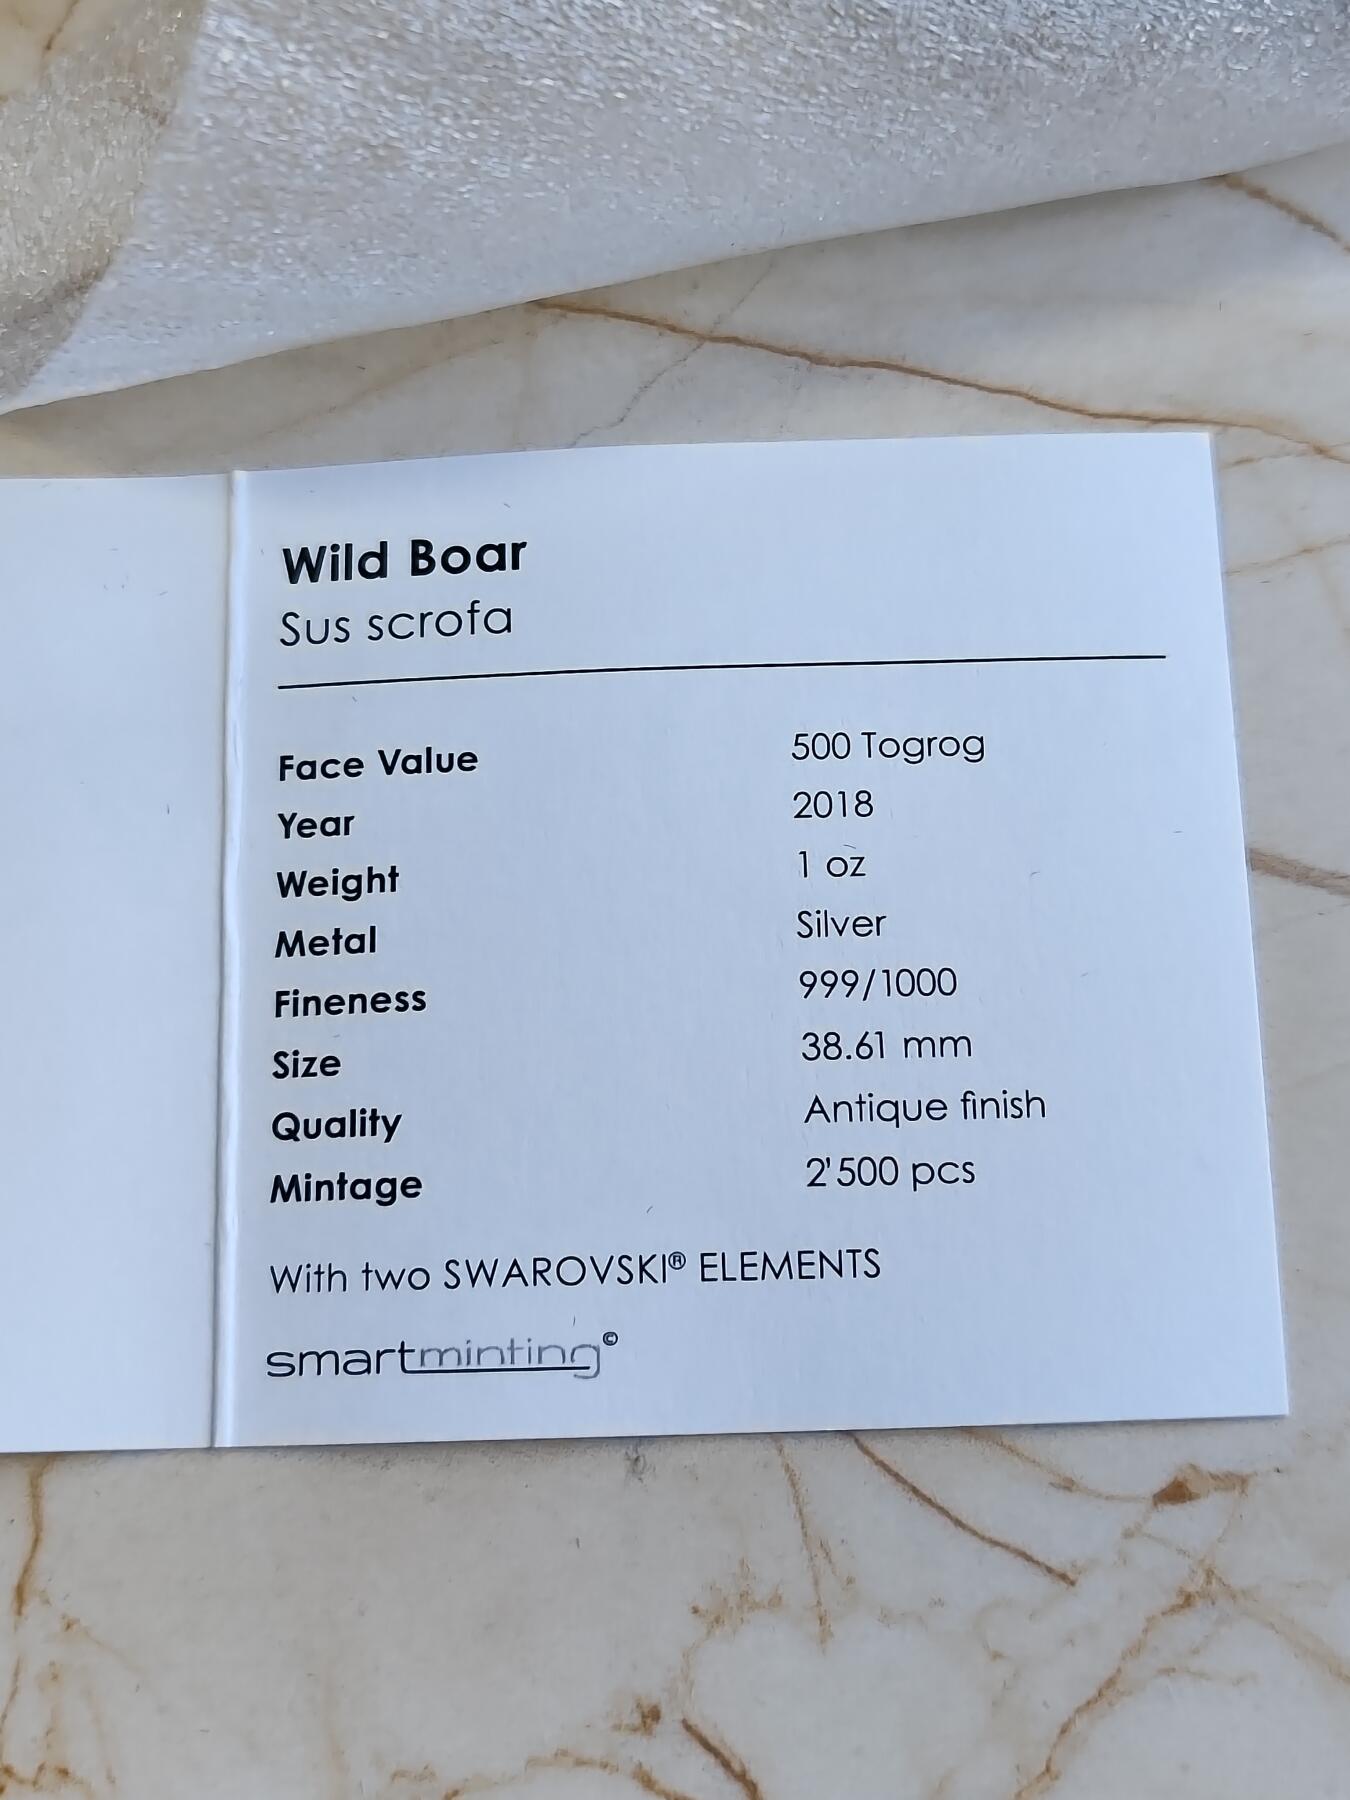 Wild Boar
Sus scrofa
Face Value 500 Togrog
Year 2018
Weight 1 oz
Metal Silver
Fineness 999/1000
Size 38.61 mm
Quality Antique finish
Mintage 2'500 pcs
With two SWAROVSKI® ELEMENTS
smartminting©